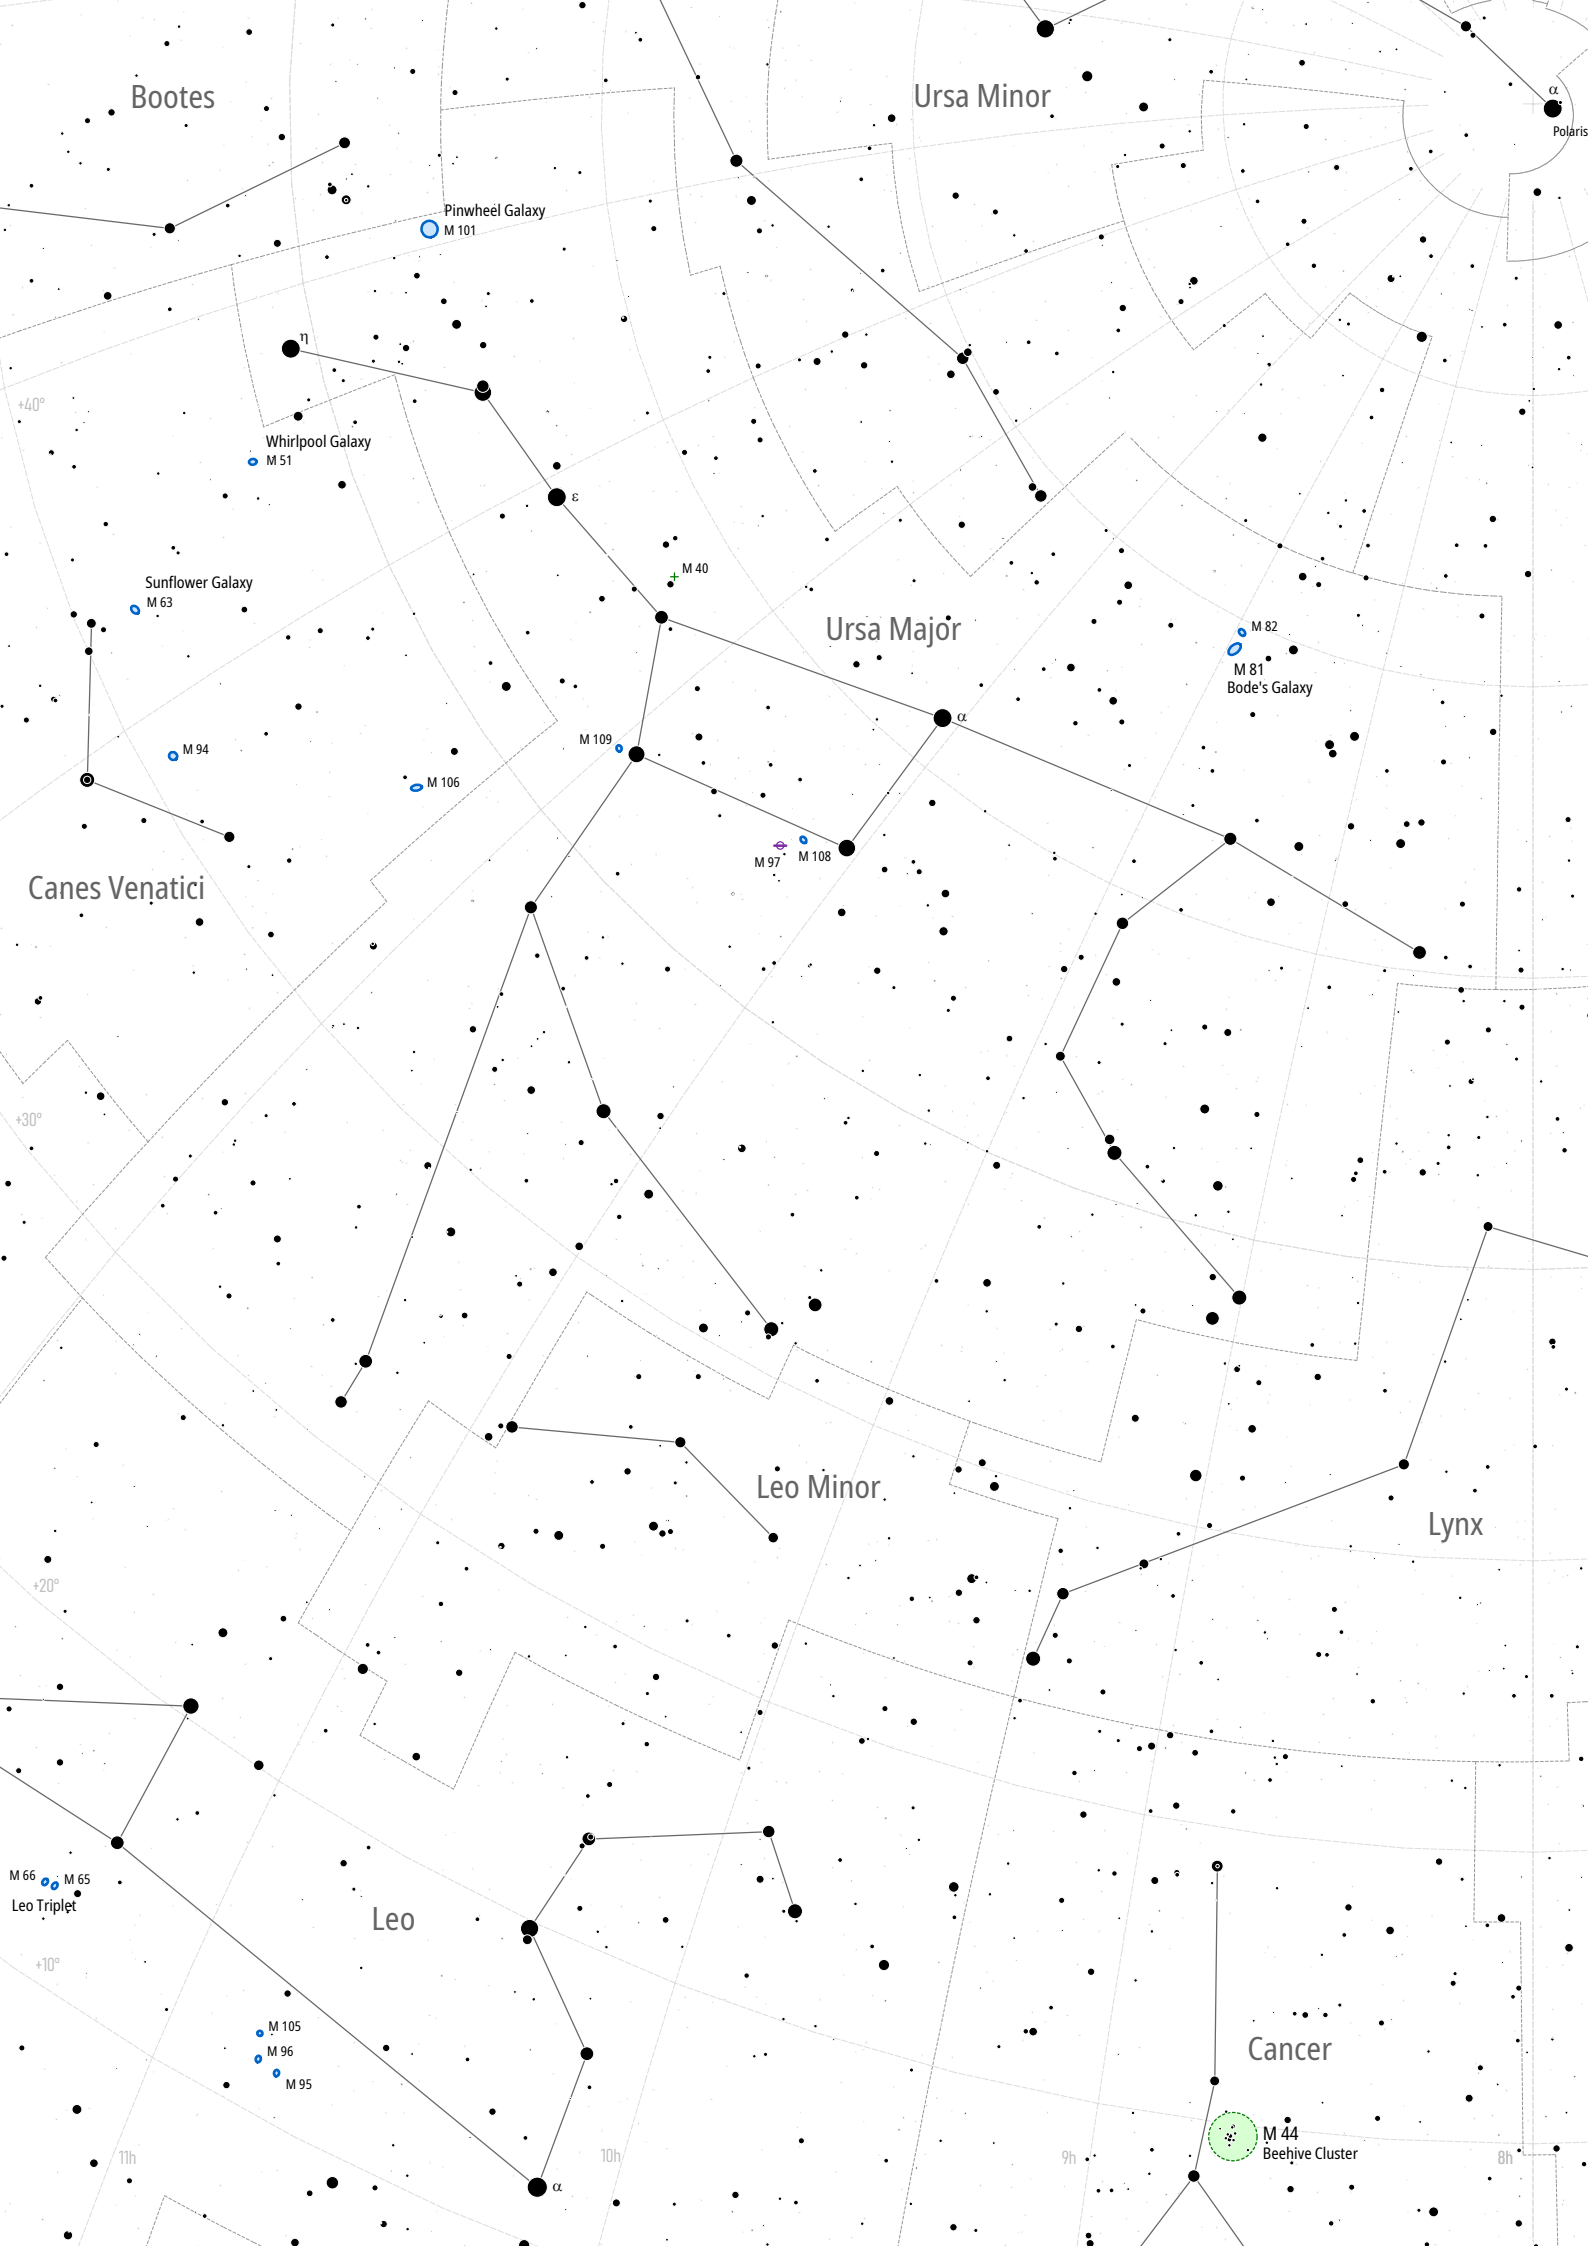 Bootes
Ursa Minor
α
Polaris
Pinwheel Galaxy
M 101
η
+40°
Whirlpool Galaxy
M 51
ε
M 40
Sunflower Galaxy
M 63
Ursa Major
M 82
M 81
Bode's Galaxy
α
M 109
M 94
M 106
M 97
M 108
Canes Venatici
+30°
Leo Minor
Lynx
+20°
M 66
M 65
Leo Triplet
Leo
+10°
M 105
M 96
M 95
Cancer
M 44
Beehive Cluster
11h
10h
9h
8h
α